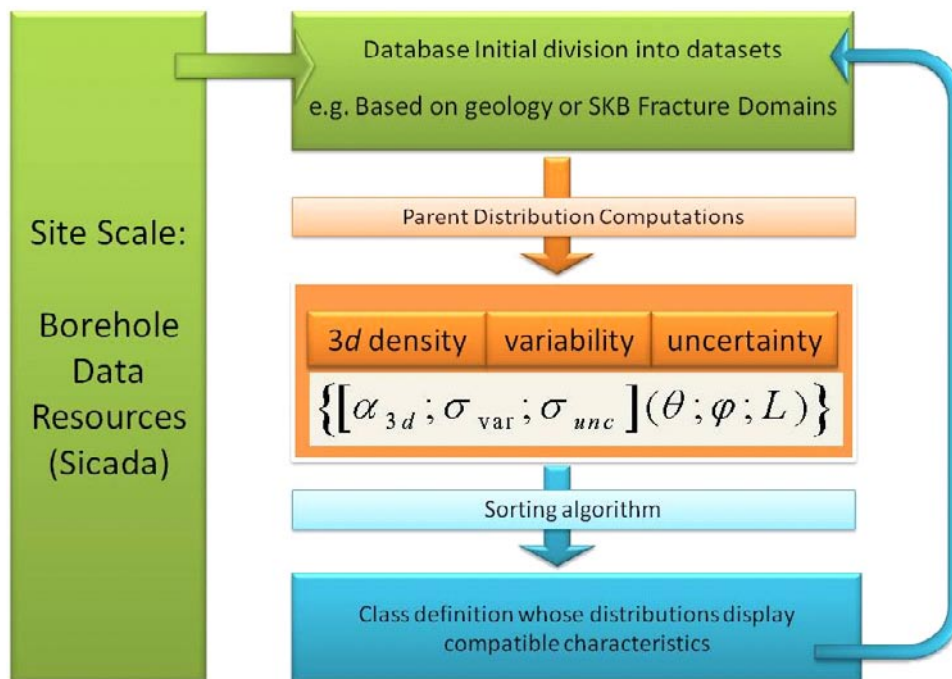 Site Scale:
Borehole
Data
Resources
(Sicada)
Database Initial division into datasets
e.g. Based on geology or SKB Fracture Domains
Parent Distribution Computations
3d density
variability
uncertainty
{[α3d ; σvar ; σunc](θ ; φ ; L)}
Sorting algorithm
Class definition whose distributions display
compatible characteristics